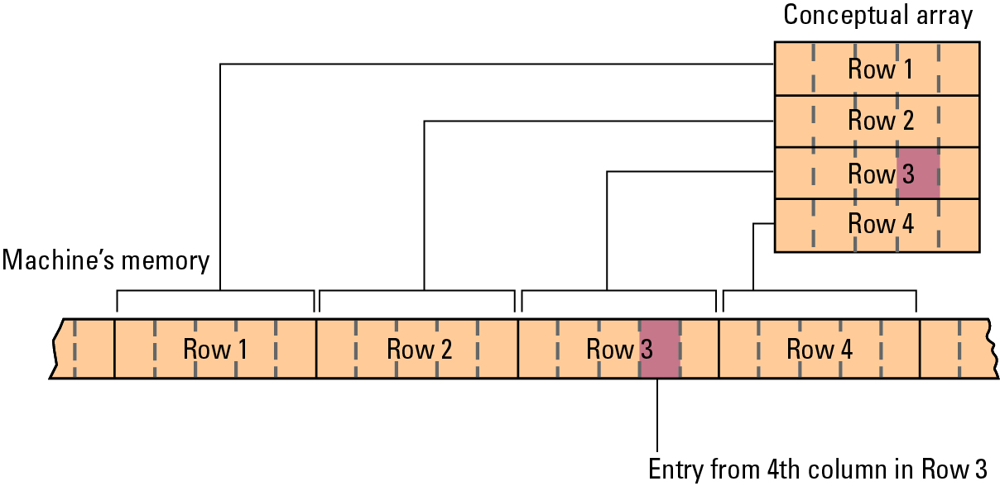 Conceptual array
Row 1
Row 2
Row 3
Row 4
Machine’s memory
Row 1
Row 2
Row 3
Row 4
Entry from 4th column in Row 3